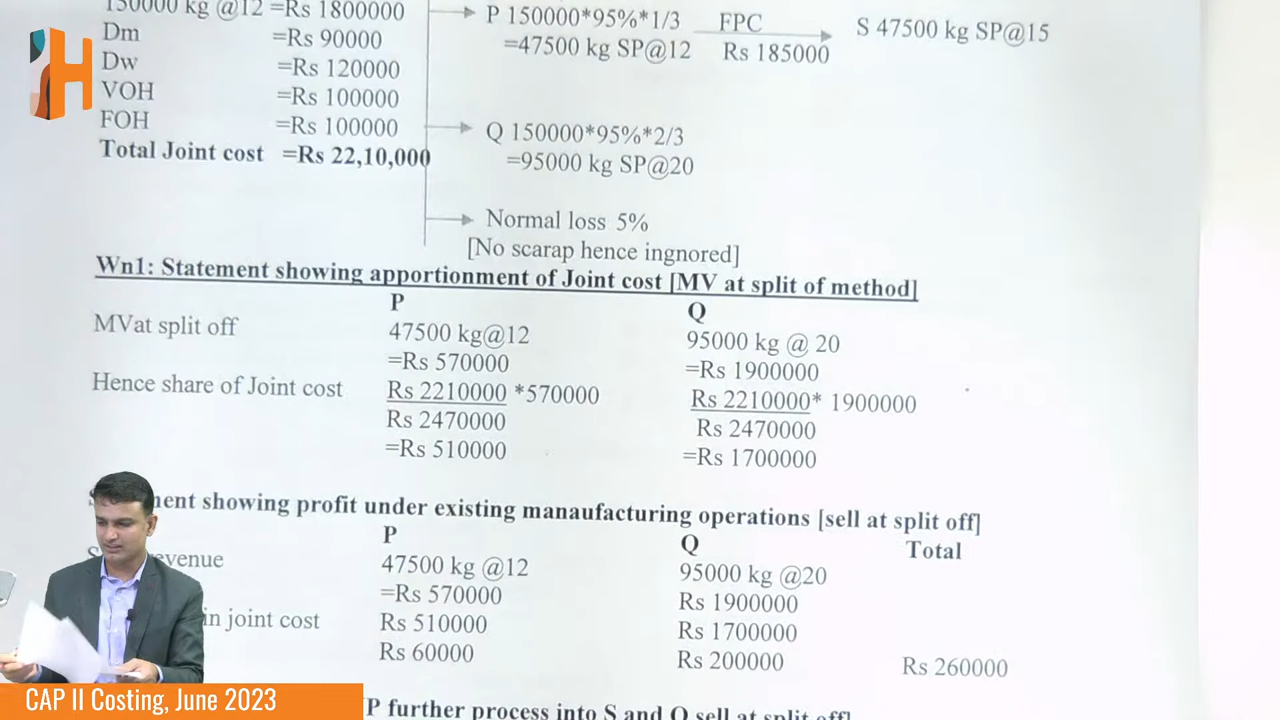 150000 kg @12 =Rs 1800000
Dm =Rs 90000
Dw =Rs 120000
VOH =Rs 100000
FOH =Rs 100000
Total Joint cost =Rs 22,10,000
P 150000*95%*1/3
=47500 kg SP@12
FPC
Rs 185000
S 47500 kg SP@15
Q 150000*95%*2/3
=95000 kg SP@20
Normal loss 5%
[No scarap hence ingnored]
Wn1: Statement showing apportionment of Joint cost [MV at split of method]
P Q
MVat split off 47500 kg@12 95000 kg @ 20
=Rs 570000 =Rs 1900000
Hence share of Joint cost Rs 2210000 *570000 Rs 2210000* 1900000
Rs 2470000 Rs 2470000
=Rs 510000 =Rs 1700000
showing profit under existing manaufacturing operations [sell at split off]
P Q Total
47500 kg @12 95000 kg @20
=Rs 570000 Rs 1900000
in joint cost Rs 510000 Rs 1700000
Rs 60000 Rs 200000 Rs 260000
P further process into S and Q sell at split off]
H
CAP II Costing, June 2023